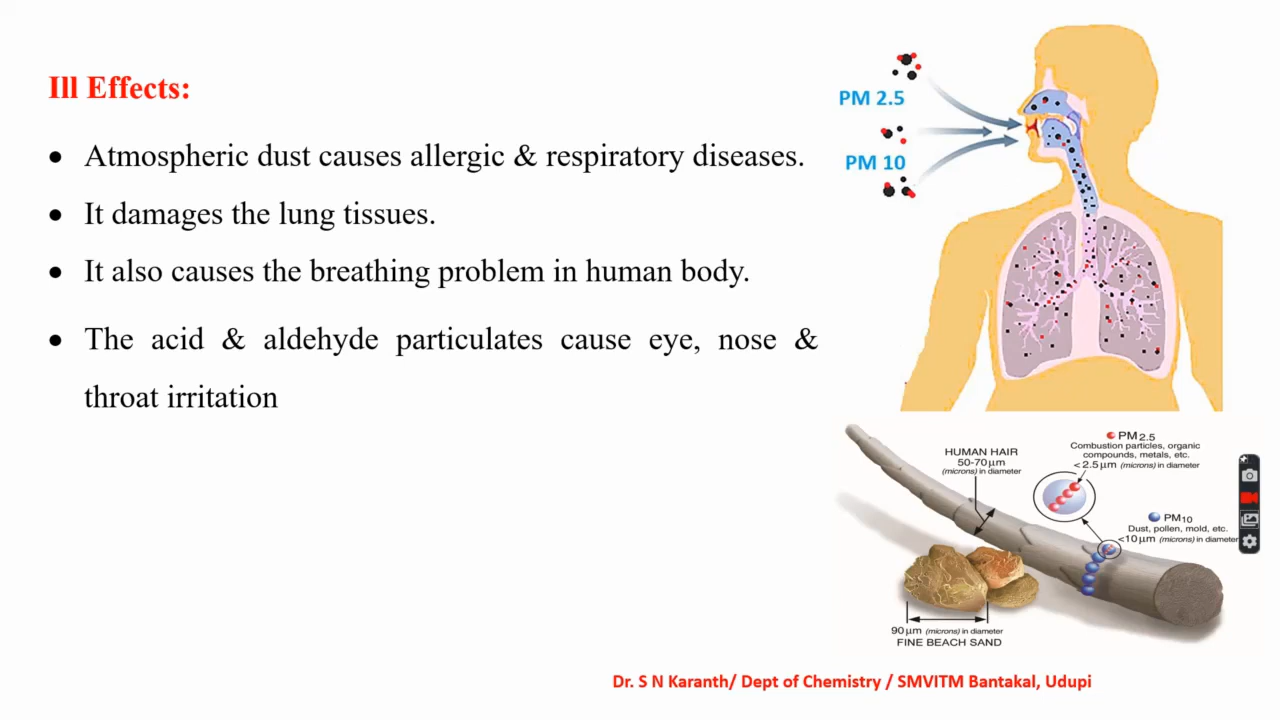 Ill Effects:
• Atmospheric dust causes allergic & respiratory diseases.
• It damages the lung tissues.
• It also causes the breathing problem in human body.
• The acid & aldehyde particulates cause eye, nose &
throat irritation
PM 2.5
PM 10
HUMAN HAIR
50-70µm
(microns) in diameter
PM2.5
Combustion particles, organic
compounds, metals, etc.
<2.5µm (microns) in diameter
PM10
Dust, pollen, mold, etc.
<10µm (microns) in diameter
90µm (microns) in diameter
FINE BEACH SAND
Dr. S N Karanth/ Dept of Chemistry / SMVITM Bantakal, Udupi